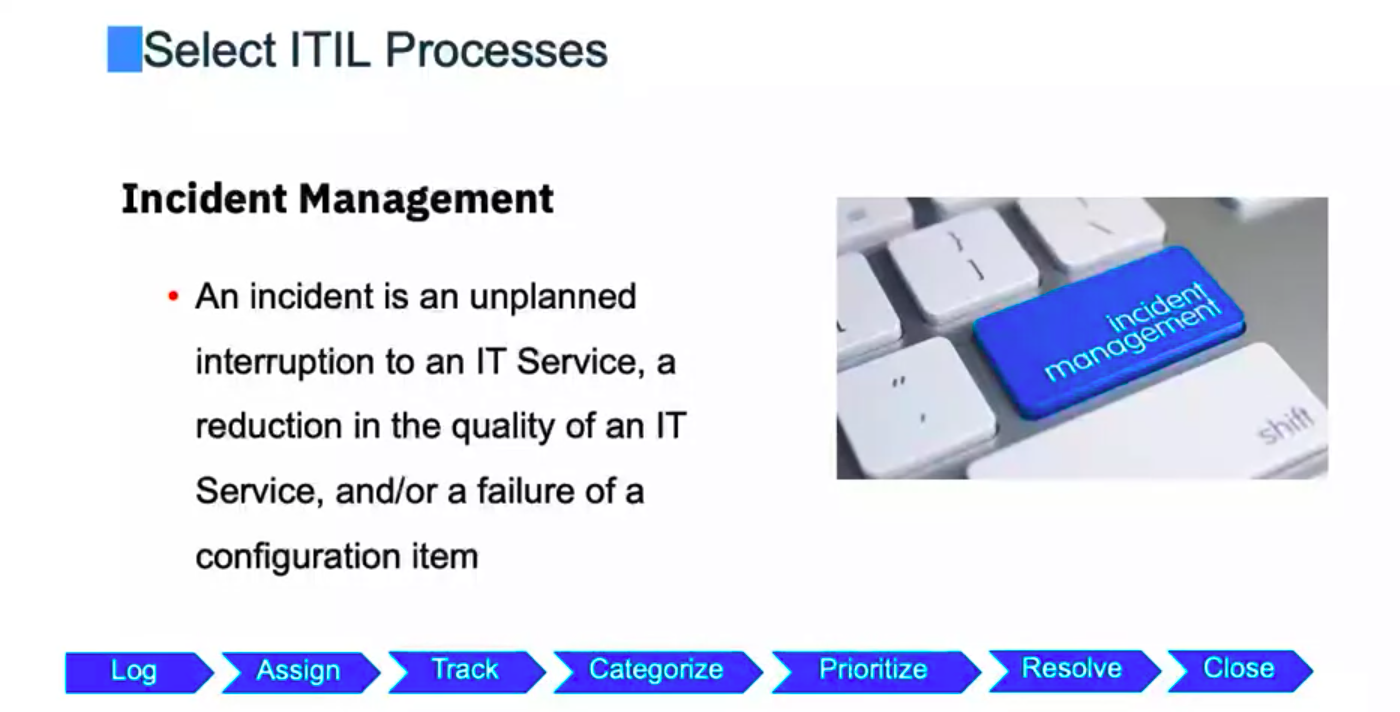 Select ITIL Processes
Incident Management
• An incident is an unplanned
interruption to an IT Service, a
reduction in the quality of an IT
Service, and/or a failure of a
configuration item
incident
management
shift
Log
Assign
Track
Categorize
Prioritize
Resolve
Close